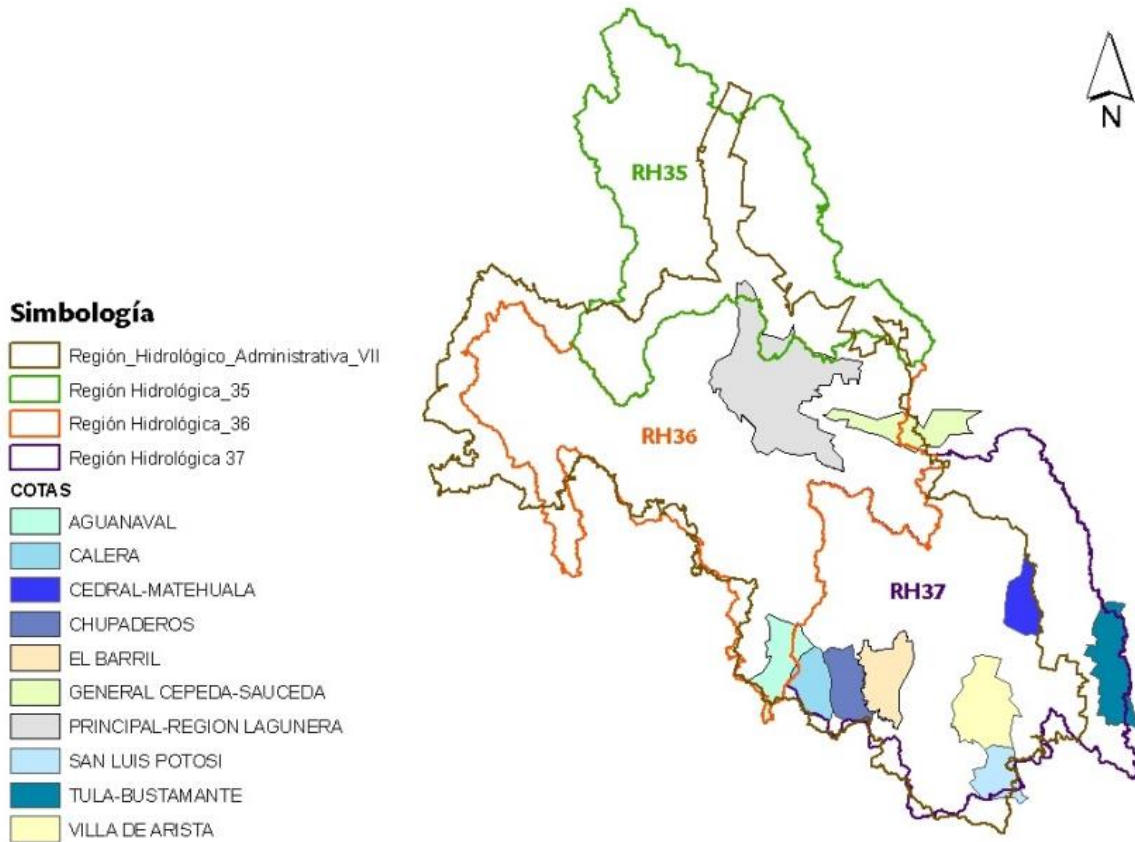 N
RH35
RH36
RH37
Simbología
Región_Hidrológico_Administrativa_VII
Región Hidrológica_35
Región Hidrológica_36
Región Hidrológica 37
COTAS
AGUANAVAL
CALERA
CEDRAL-MATEHUALA
CHUPADEROS
EL BARRIL
GENERAL CEPEDA-SAUCEDA
PRINCIPAL-REGION LAGUNERA
SAN LUIS POTOSI
TULA-BUSTAMANTE
VILLA DE ARISTA